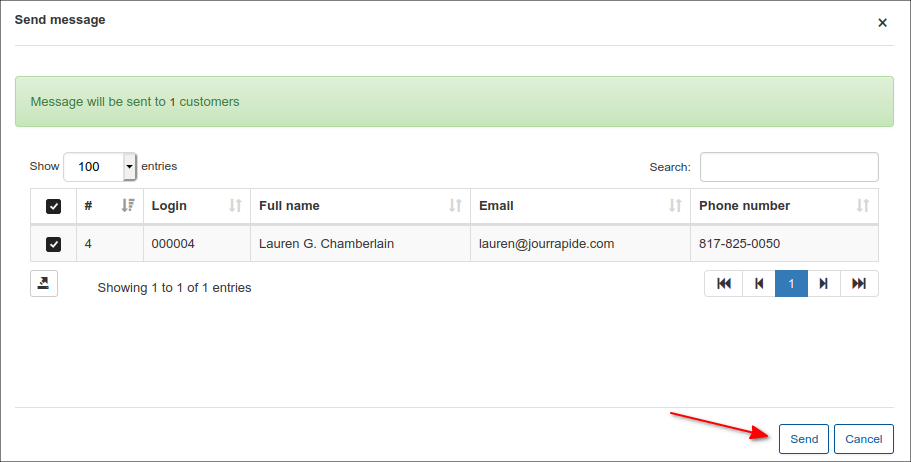 Send message
×
Message will be sent to 1 customers
Show 100 entries
Search:
# Login Full name Email Phone number
4 000004 Lauren G. Chamberlain lauren@jourrapide.com 817-825-0050
Showing 1 to 1 of 1 entries
1
Send Cancel